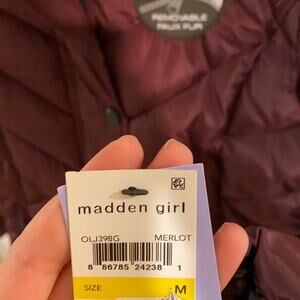 REMOVABLE
FAUX FUR
madden girl
OLJ398G MERLOT
8 86785 24238 1
SIZE M